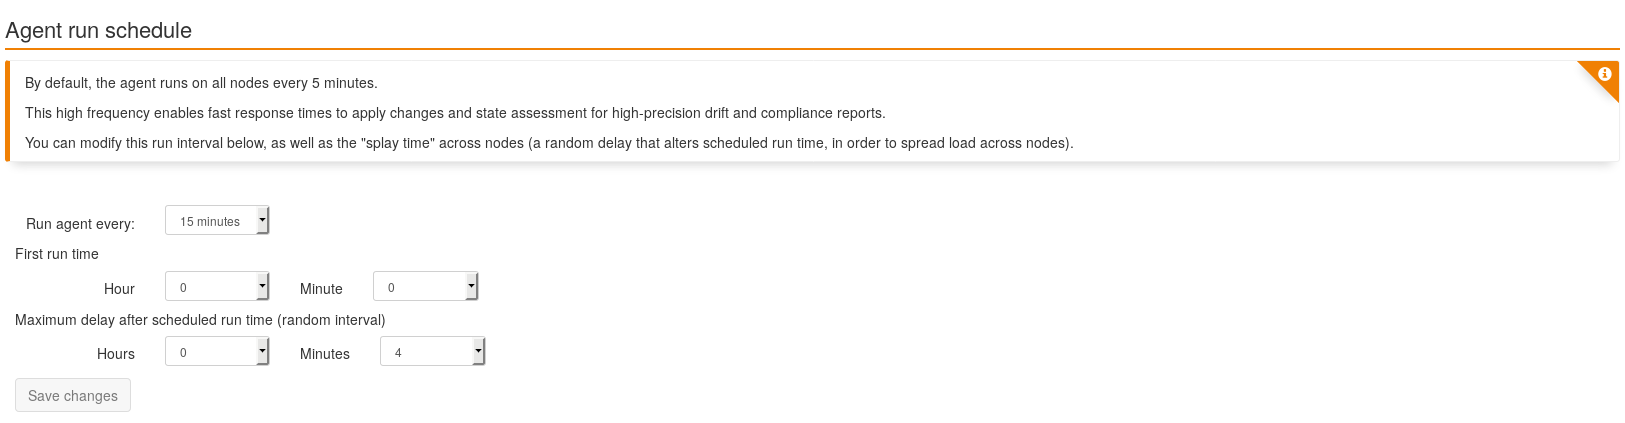 Agent run schedule
By default, the agent runs on all nodes every 5 minutes.
This high frequency enables fast response times to apply changes and state assessment for high-precision drift and compliance reports.
You can modify this run interval below, as well as the "splay time" across nodes (a random delay that alters scheduled run time, in order to spread load across nodes).
Run agent every: 15 minutes
First run time
Hour 0 Minute 0
Maximum delay after scheduled run time (random interval)
Hours 0 Minutes 4
Save changes